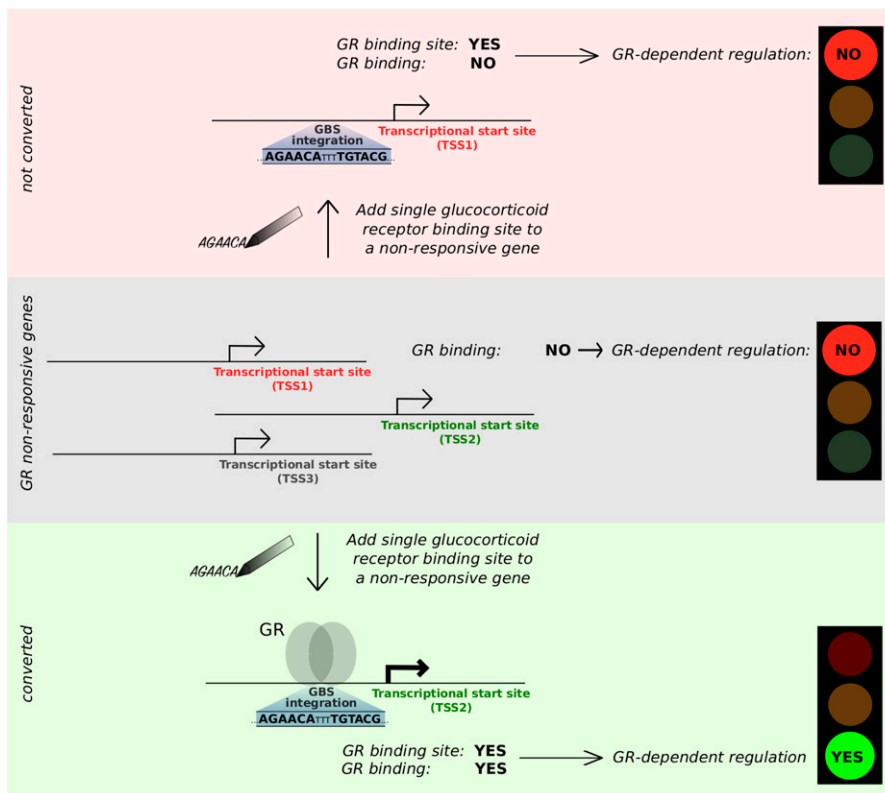 not converted
GR binding site: YES
GR binding: NO
GR-dependent regulation:
NO
GBS
integration
...AGAACATTTTGTACG...
Transcriptional start site
(TSS1)
AGAACA
Add single glucocorticoid
receptor binding site to
a non-responsive gene
GR non-responsive genes
Transcriptional start site
(TSS1)
GR binding: NO
GR-dependent regulation:
NO
Transcriptional start site
(TSS2)
Transcriptional start site
(TSS3)
AGAACA
Add single glucocorticoid
receptor binding site to
a non-responsive gene
converted
GR
GBS
integration
...AGAACATTTTGTACG...
Transcriptional start site
(TSS2)
GR binding site: YES
GR binding: YES
GR-dependent regulation
YES